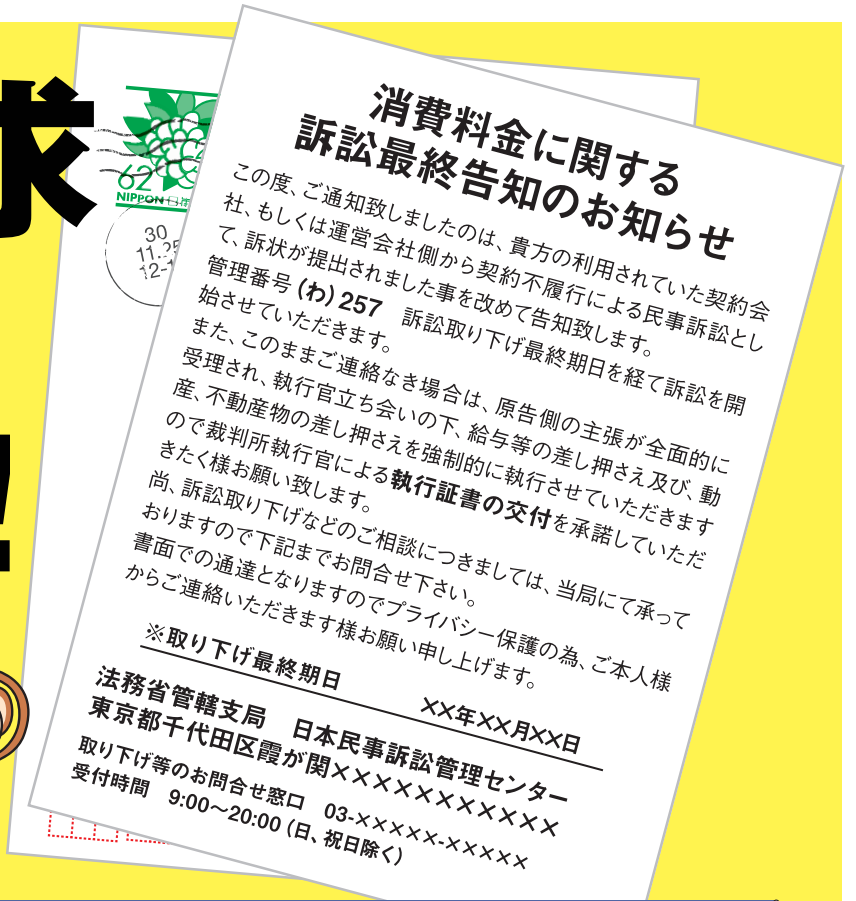 求
!
62
NIPPON
30
11.25
12-1
消費料金に関する
訴訟最終告知のお知らせ
この度、ご通知致しましたのは、貴方の利用されていた契約会
社、もしくは運営会社側から契約不履行による民事訴訟とし
て、訴状が提出されました事を改めて告知致します。
管理番号(わ)257 訴訟取り下げ最終期日を経て訴訟を開
始させていただきます。
また、このままご連絡なき場合は、原告側の主張が全面的に
受理され、執行官立ち会いの下、給与等の差し押さえ及び、動
産、不動産物の差し押さえを強制的に執行させていただきます
ので裁判所執行官による執行証書の交付を承諾していただ
きたく様お願い致します。
尚、訴訟取り下げなどのご相談につきましては、当局にて承って
おりますので下記までお問合せ下さい。
書面での通達となりますのでプライバシー保護の為、ご本人様
からご連絡いただきます様お願い申し上げます。
※取り下げ最終期日 ××年××月××日
法務省管轄支局 日本民事訴訟管理センター
東京都千代田区霞が関×××××××××××
取り下げ等のお問合せ窓口 03-×××××-×××××
受付時間 9:00～20:00(日、祝日除く)